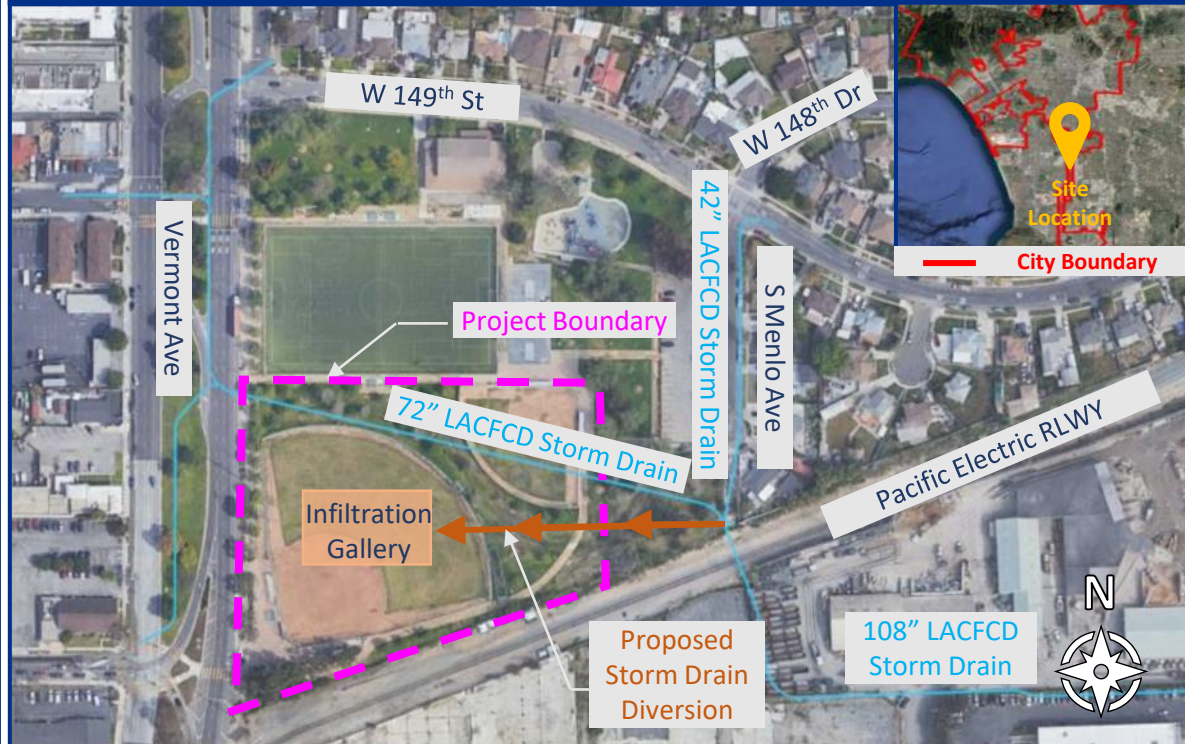 W 149th St
W 148th Dr
Site
Location
City Boundary
Vermont Ave
42” LACFCD Storm Drain
S Menlo Ave
Project Boundary
72” LACFCD Storm Drain
Pacific Electric RLWY
Infiltration
Gallery
Proposed
Storm Drain
Diversion
108” LACFCD
Storm Drain
N